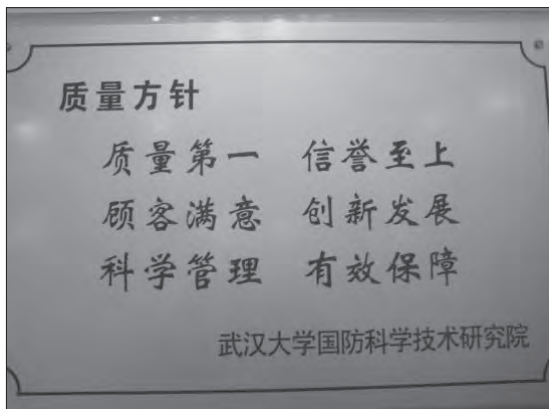 质量方针
质量第一 信誉至上
顾客满意 创新发展
科学管理 有效保障
武汉大学国防科学技术研究院